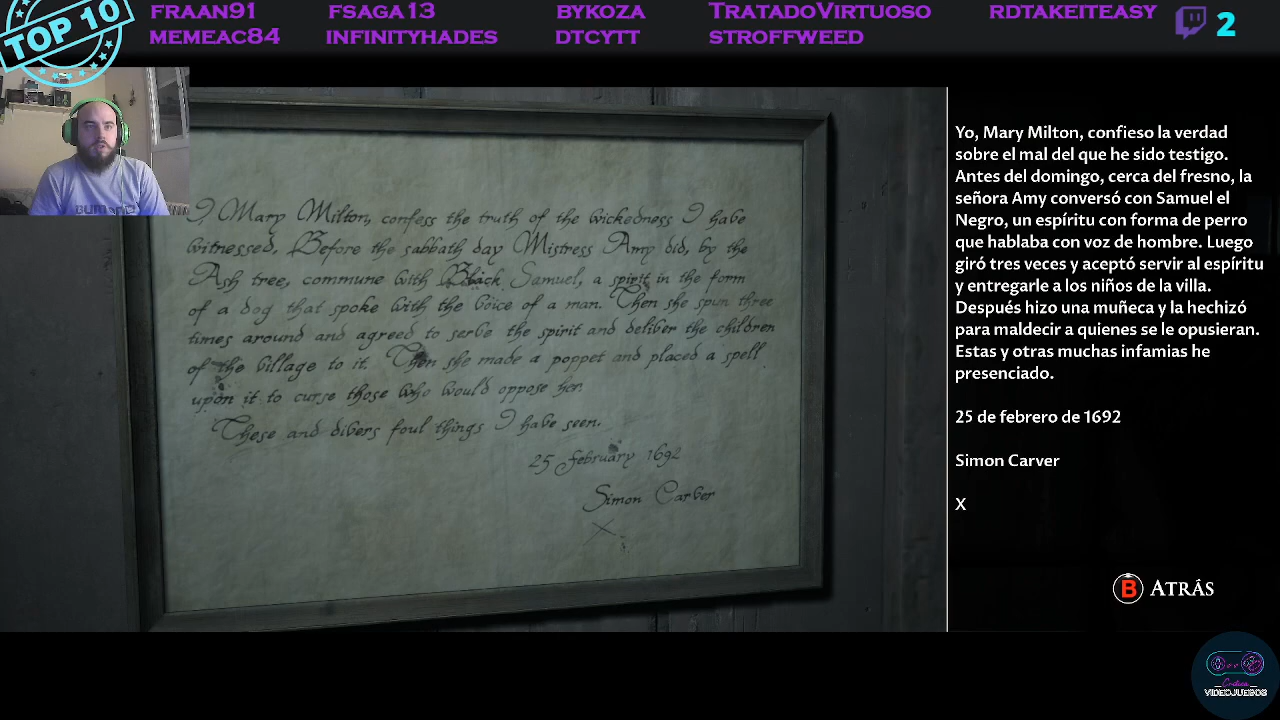 TOP 10
FRAAN91 FSAGA13 BYKOZA TRATADOVIRTUOSO RDTAKEITEASY
MEMEAC84 INFINITYHADES DTCYTT STROFFWEED
2
I Mary Milton, confess the truth of the wickedness I have
witnessed, Before the sabbath day Mistress Amy did, by the
Ash tree, commune with Black Samuel, a spirit in the form
of a dog that spoke with the voice of a man. Then she spun three
times around and agreed to serve the spirit and deliver the children
of the village to it. Then she made a poppet and placed a spell
upon it to curse those who would oppose her.
These and divers foul things I have seen.
25 February 1692
Simon Carver
X
Yo, Mary Milton, confieso la verdad
sobre el mal del que he sido testigo.
Antes del domingo, cerca del fresno, la
señora Amy conversó con Samuel el
Negro, un espíritu con forma de perro
que hablaba con voz de hombre. Luego
giró tres veces y aceptó servir al espíritu
y entregarle a los niños de la villa.
Después hizo una muñeca y la hechizó
para maldecir a quienes se le opusieran.
Estas y otras muchas infamias he
presenciado.
25 de febrero de 1692
Simon Carver
X
B ATRÁS
VIDEOJUEGOS